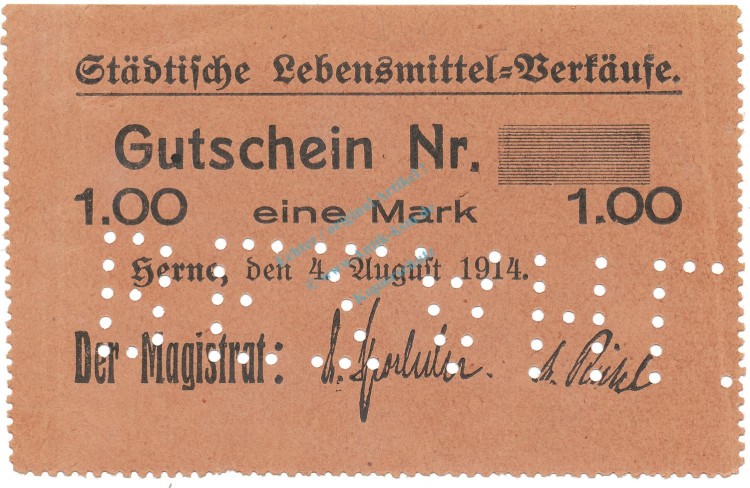 Städtische Lebensmittel=Verkäufe.
Gutschein Nr.
1.00 eine Mark 1.00
Herne, den 4. August 1914.
Der Magistrat: